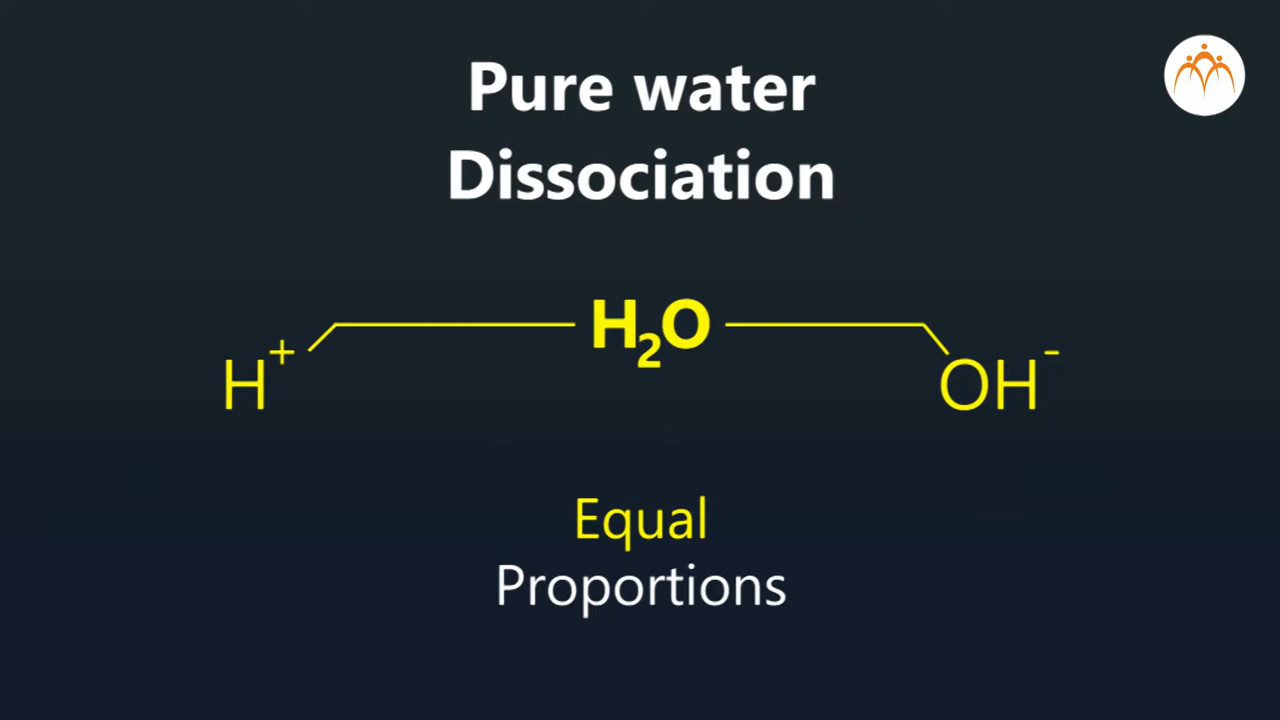 Pure water
Dissociation
H₂O
H⁺
OH⁻
Equal
Proportions